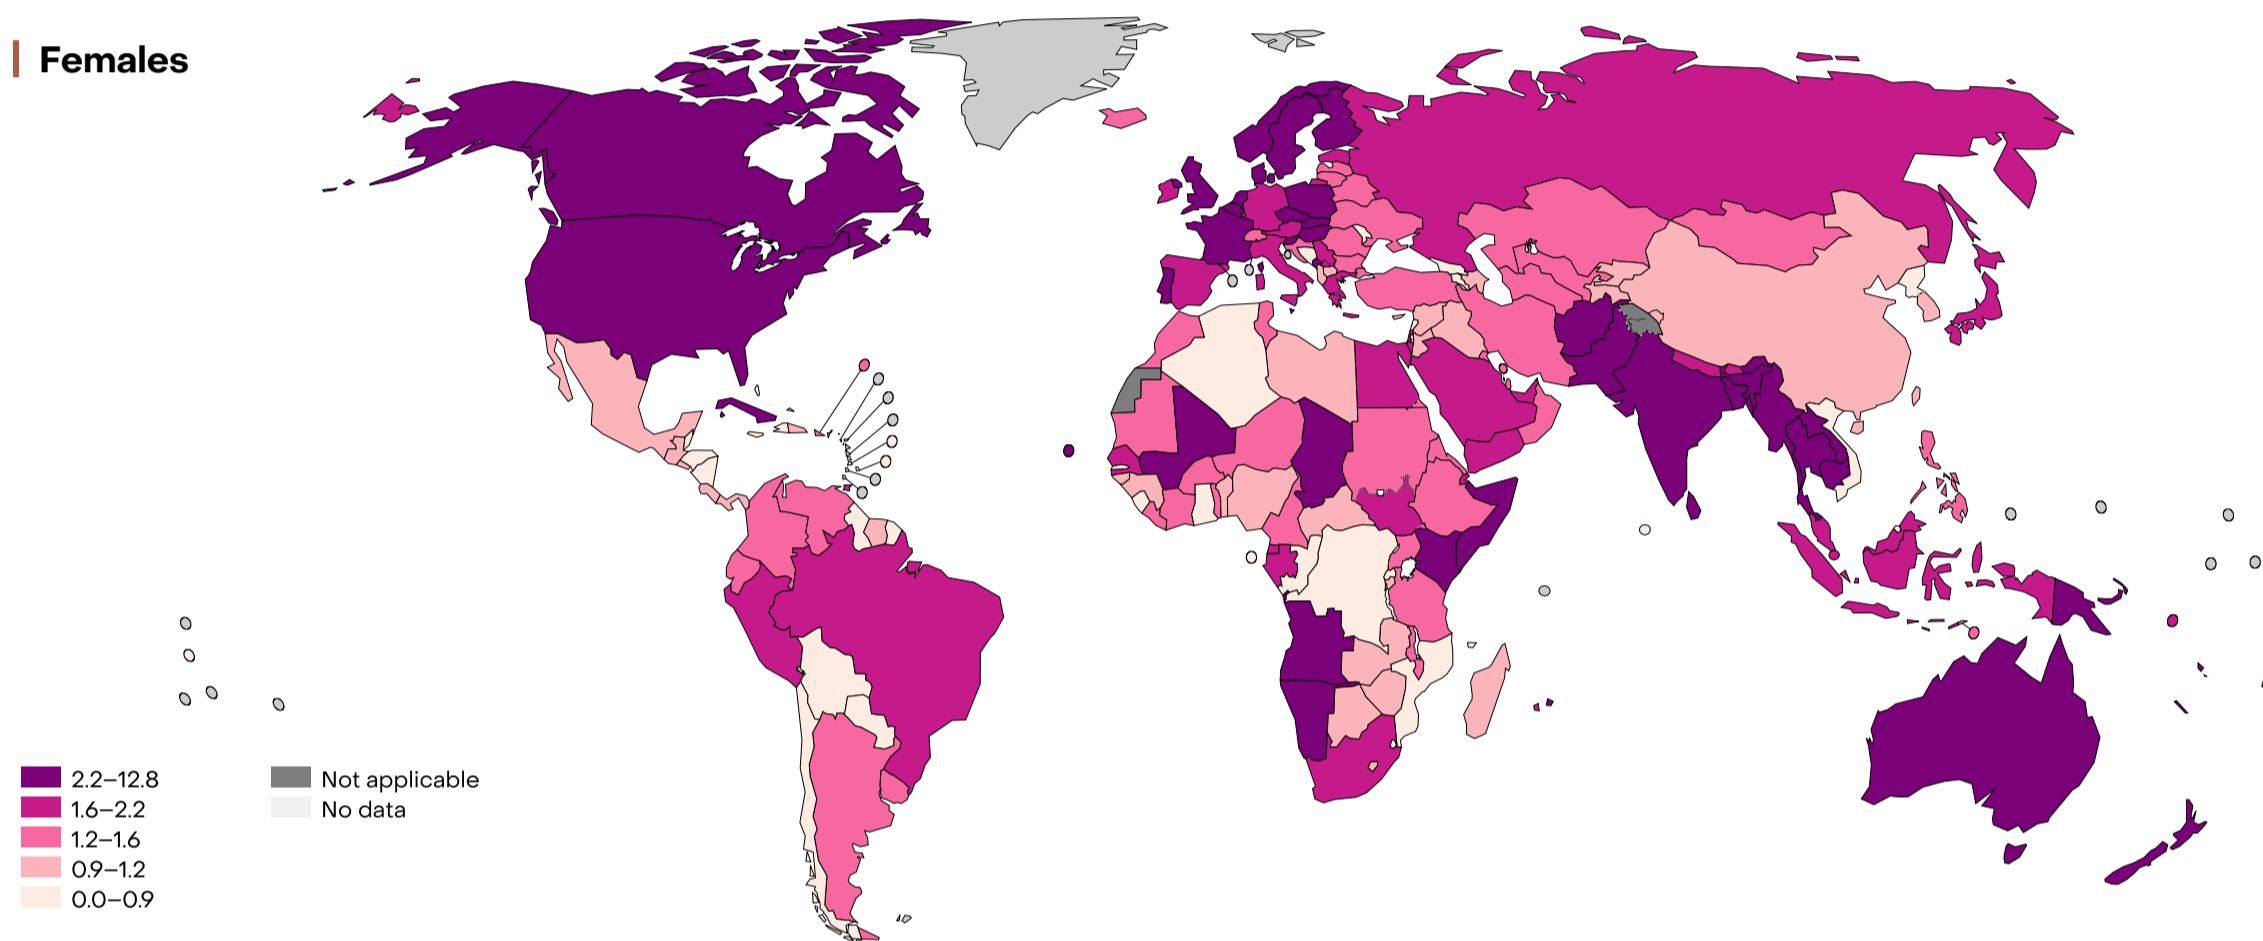 Females
2.2–12.8
1.6–2.2
1.2–1.6
0.9–1.2
0.0–0.9
Not applicable
No data